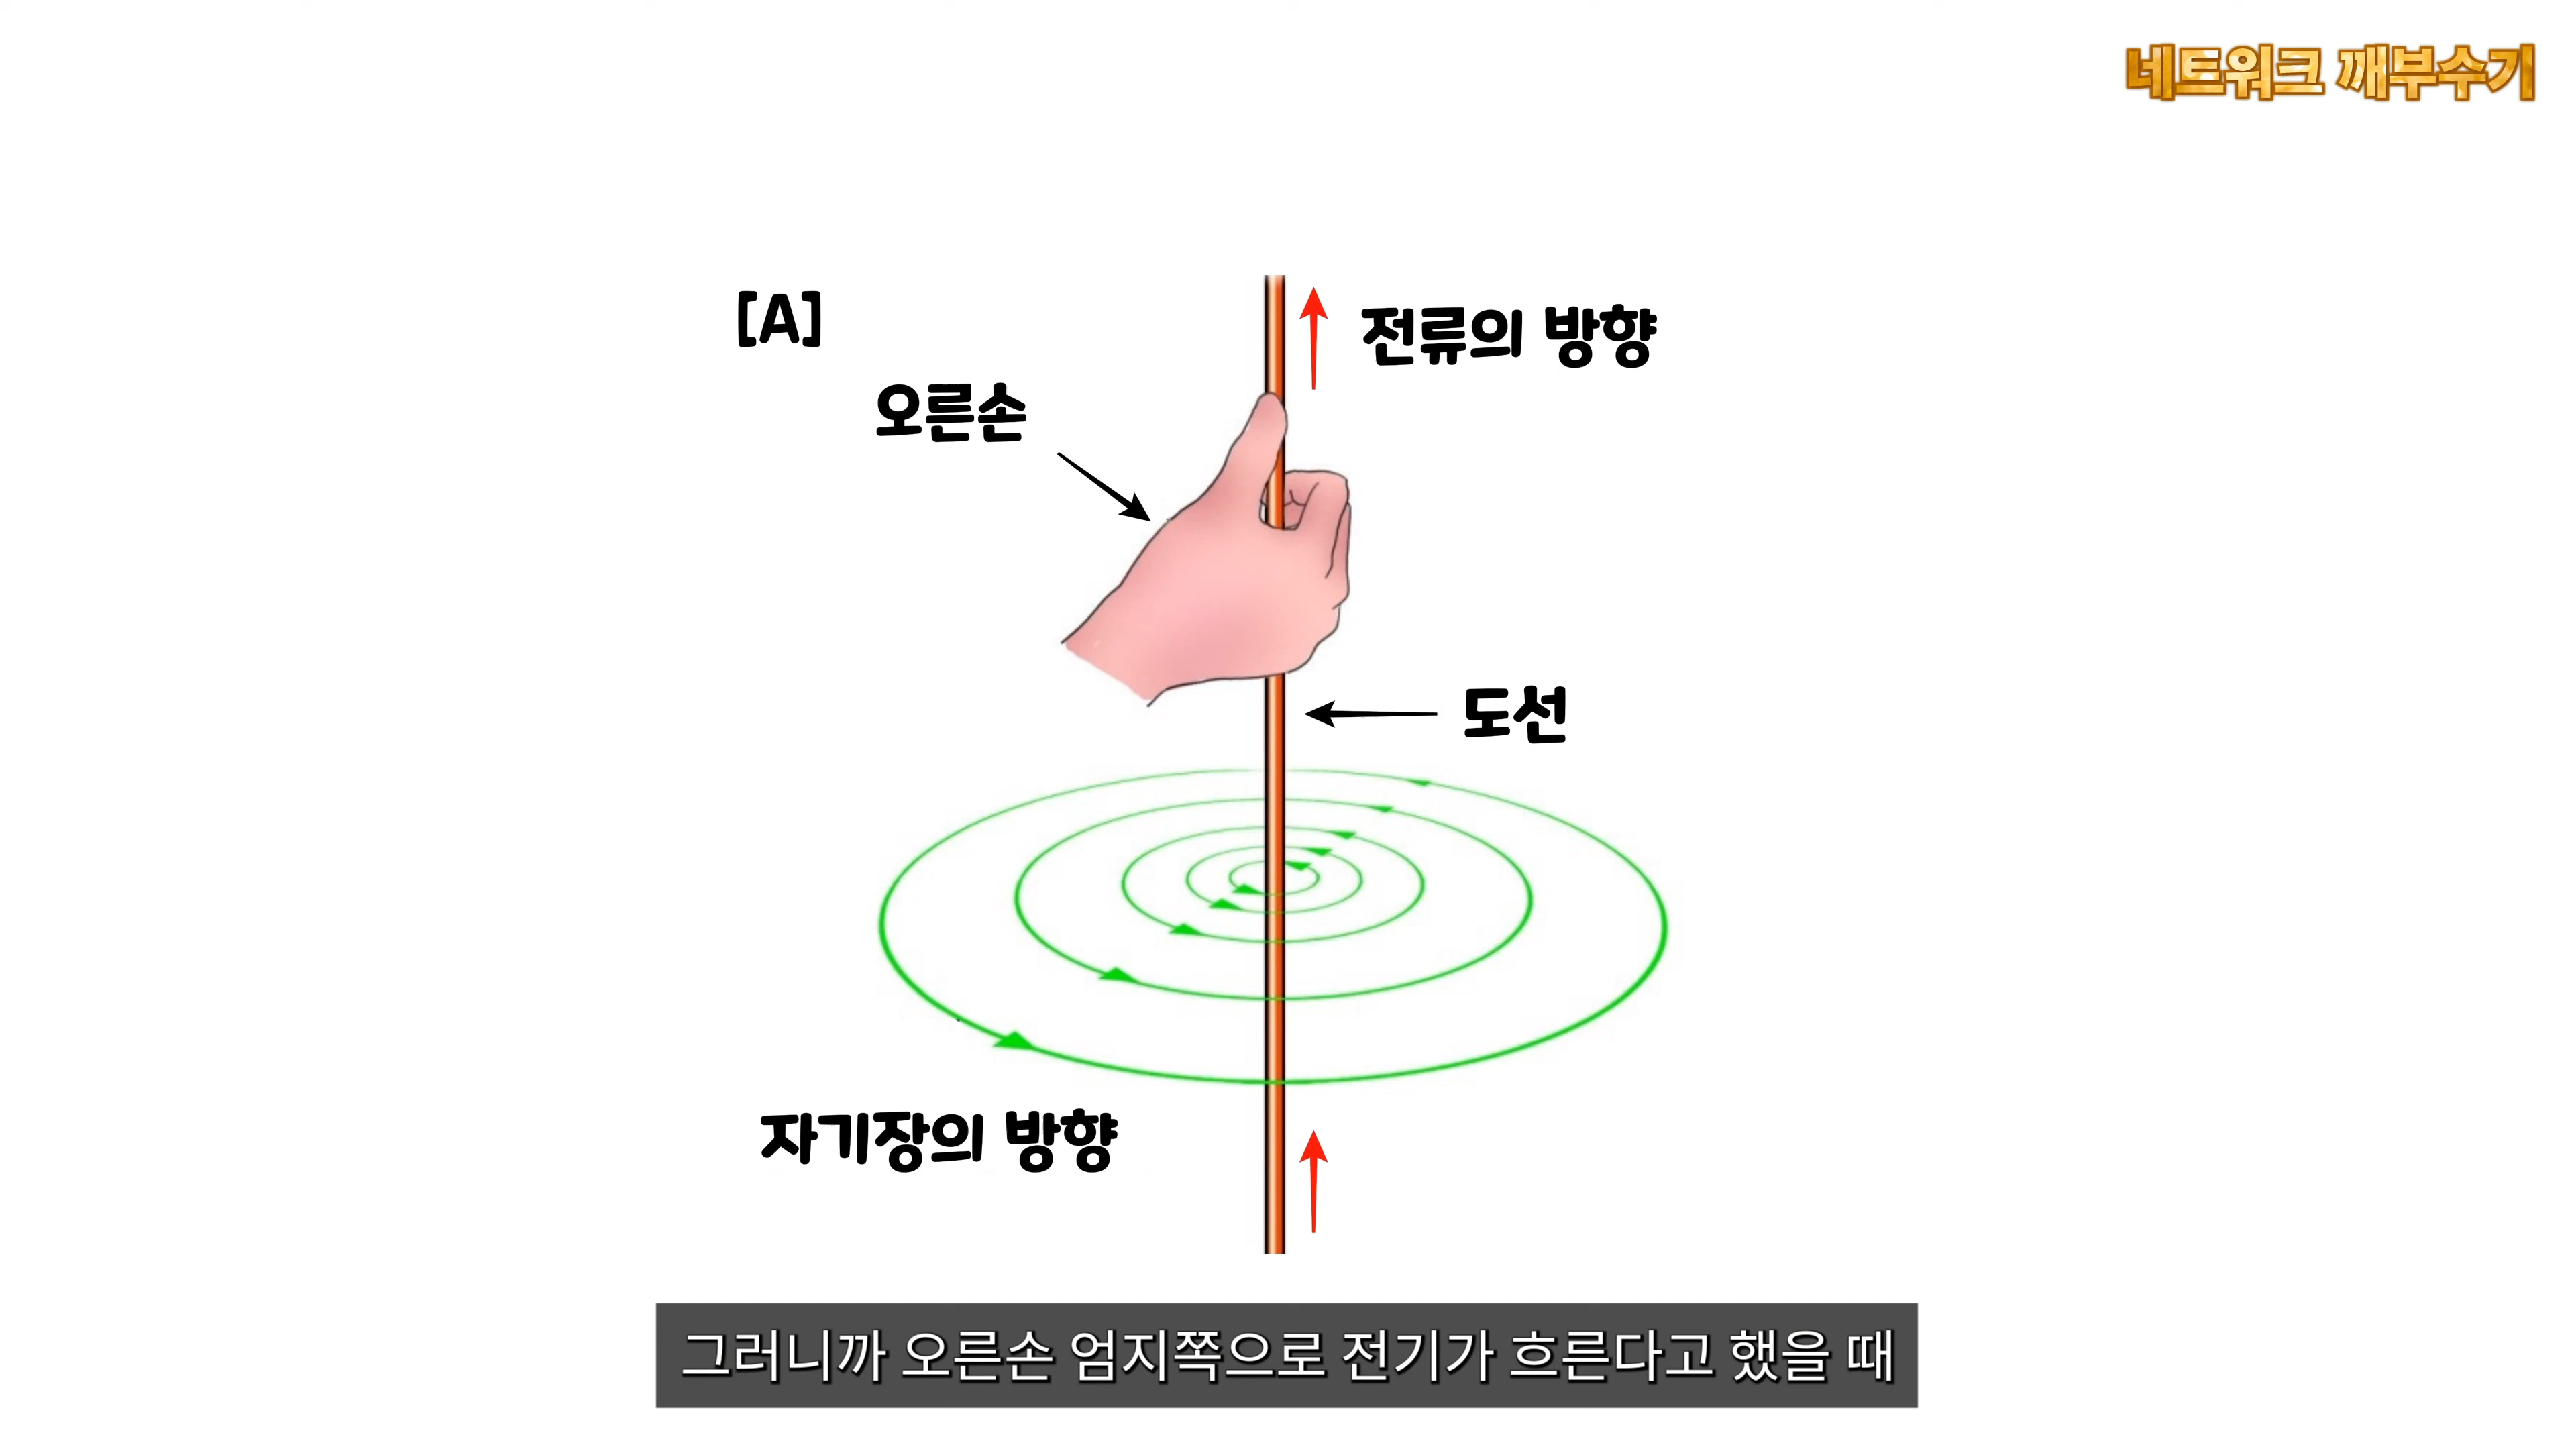 네트워크 깨부수기
[A]
전류의 방향
오른손
도선
자기장의 방향
그러니까 오른손 엄지쪽으로 전기가 흐른다고 했을 때